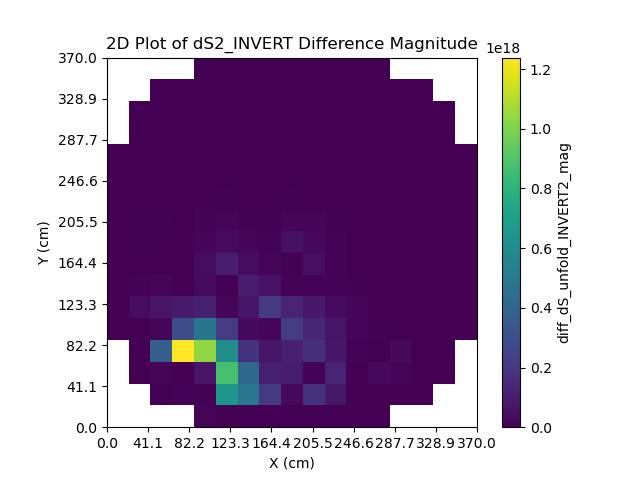 2D Plot of dS2_INVERT Difference Magnitude
1e18
370.0
328.9
287.7
246.6
205.5
164.4
123.3
82.2
41.1
0.0
Y (cm)
0.0 41.1 82.2 123.3 164.4 205.5 246.6 287.7 328.9 370.0
X (cm)
1.2
1.0
0.8
0.6
0.4
0.2
0.0
diff_dS_unfold_INVERT2_mag